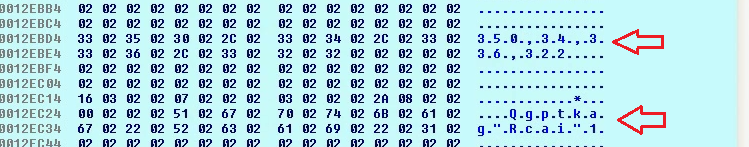 0012EBB4 02 02 02 02 02 02 02 02 02 02 02 02 02 02 02 02 ................
0012EBC4 02 02 02 02 02 02 02 02 02 02 02 02 02 02 02 02 ................
0012EBD4 33 02 35 02 30 02 2C 02 33 02 34 02 2C 02 33 02 3.5.0.,.3.4.,.3.
0012EBE4 33 02 36 02 2C 02 33 02 32 02 32 02 02 02 02 02 3.6.,.3.2.2.....
0012EBF4 02 02 02 02 02 02 02 02 02 02 02 02 02 02 02 02 ................
0012EC04 02 02 02 02 02 02 02 02 02 02 02 02 02 02 02 02 ................
0012EC14 16 03 02 02 07 02 02 02 03 02 02 02 2A 08 02 02 ............*...
0012EC24 00 02 02 02 51 02 67 02 70 02 74 02 6B 02 61 02 ....Q.g.p.t.k.a.
0012EC34 67 02 22 02 52 02 63 02 61 02 69 02 22 02 31 02 g.".R.c.a.i.".1.
0012EC44 02 02 02 02 02 02 02 02 02 02 02 02 02 02 02 02